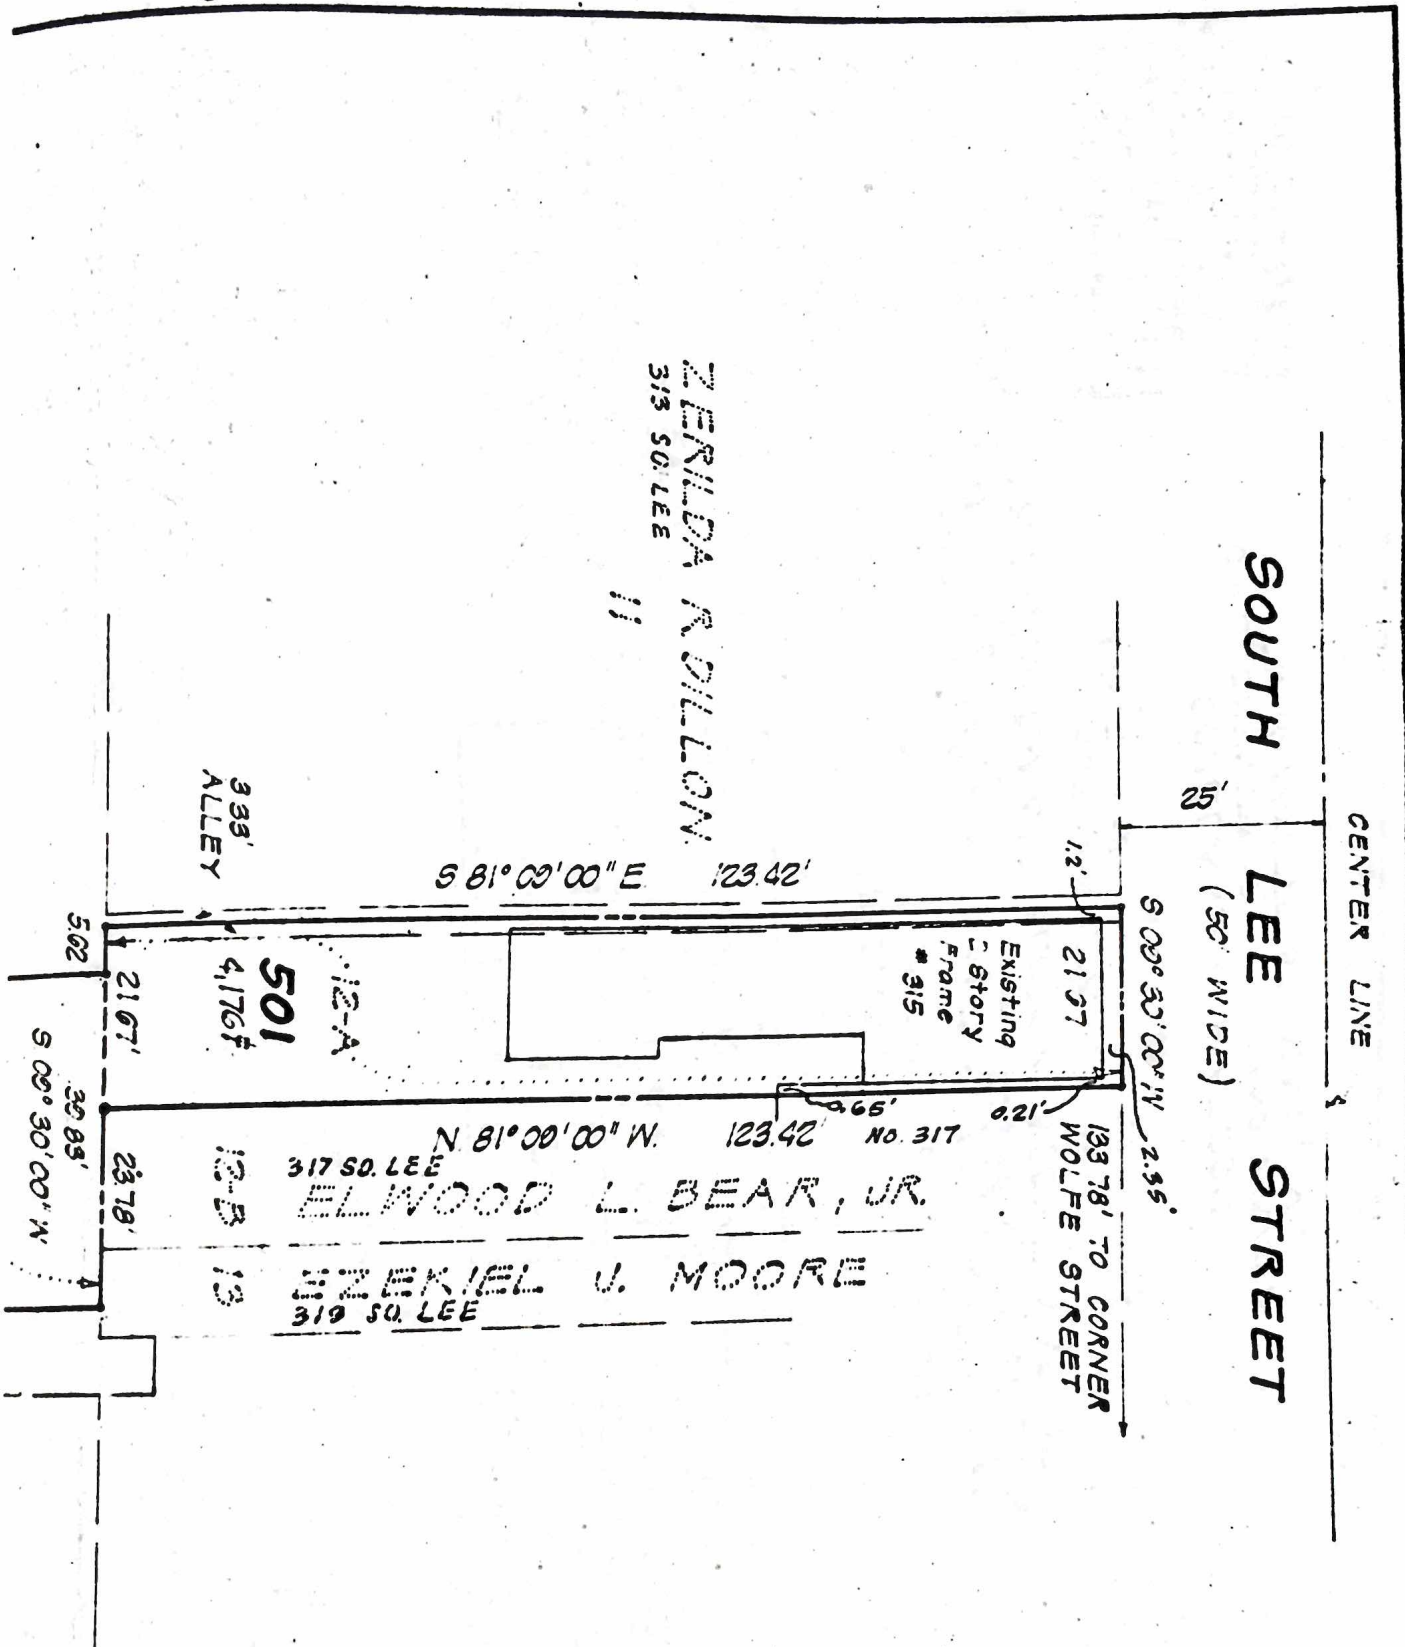 SOUTH LEE STREET
(50' WIDE)
CENTER LINE
25'
S 09° 30' 00" W
2.35'
133.78' TO CORNER
WOLFE STREET
1.2'
21.67
Existing
2 Story
Frame
# 315
0.21'
0.65'
No. 317
ZERILDA R DILLON
313 SO. LEE
11
S 81° 09' 00" E 123.42'
3.33'
ALLEY
12-A
501
4,176
N 81° 09' 00" W. 123.42
317 SO. LEE
ELWOOD L. BEAR, JR.
12-B
EZEKIEL J. MOORE
319 SO. LEE
13
5.62
21.67'
23.78'
39.83'
S 09° 30' 00" W